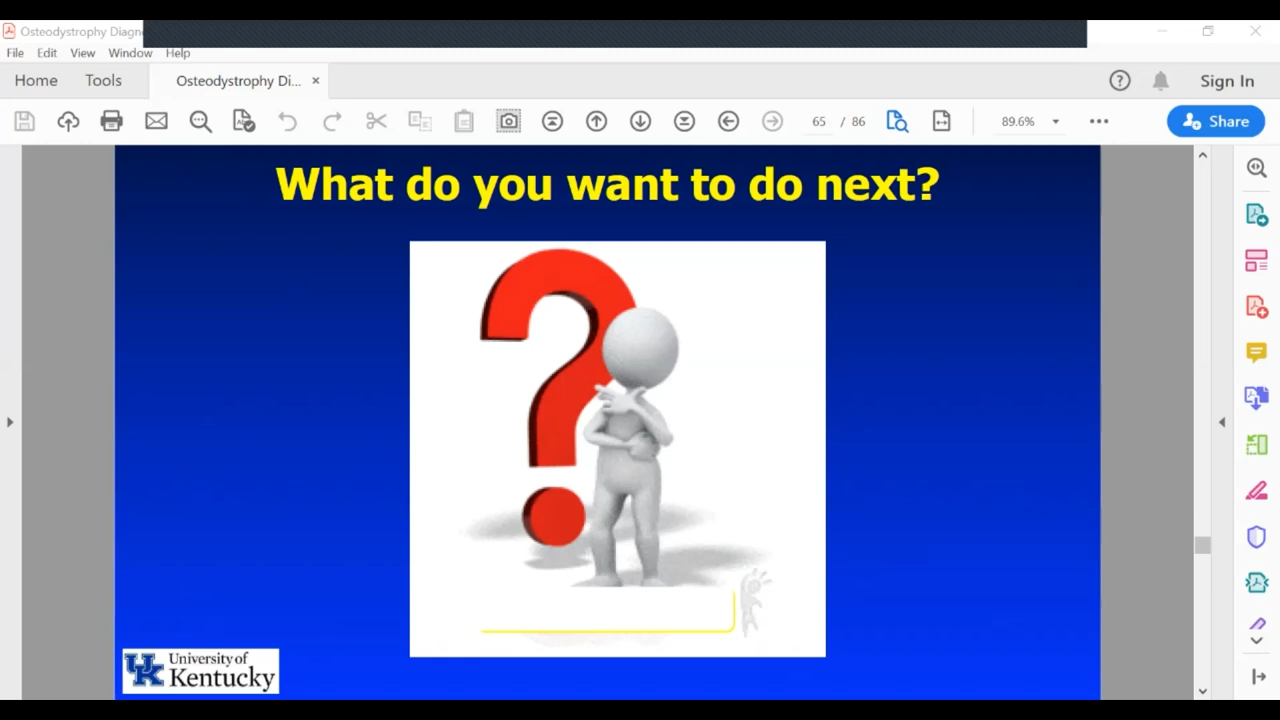 Osteodystrophy Diagn
File Edit View Window Help
Home Tools Osteodystrophy Di... × Sign In
65 / 86 89.6% Share
What do you want to do next?
?
UK University of
Kentucky